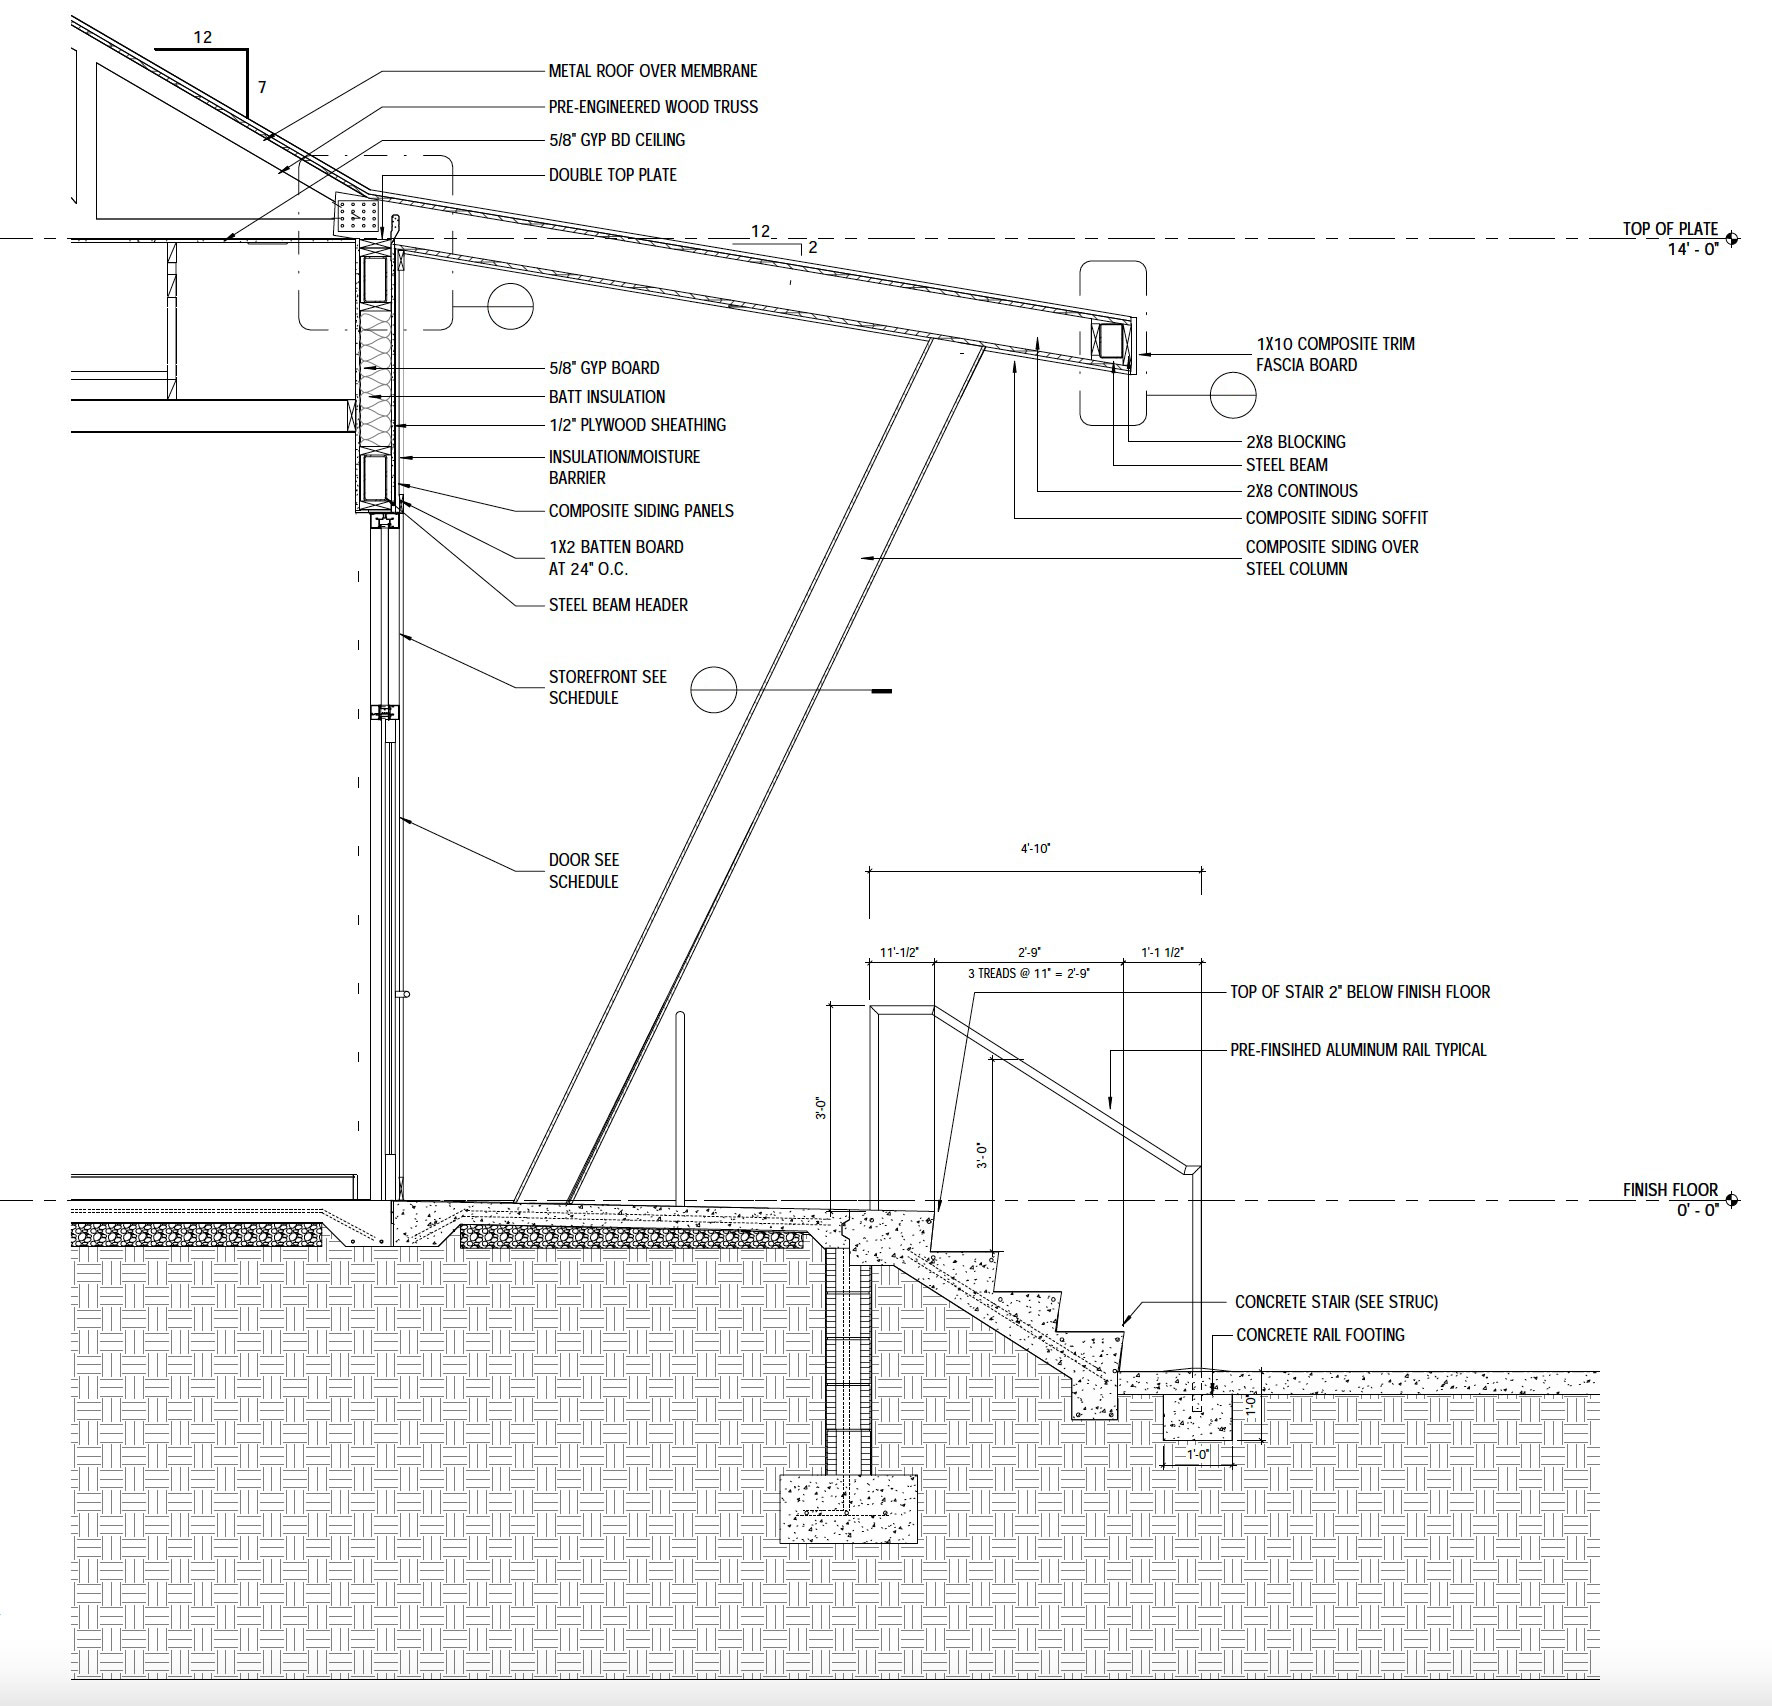 12
7
METAL ROOF OVER MEMBRANE
PRE-ENGINEERED WOOD TRUSS
5/8" GYP BD CEILING
DOUBLE TOP PLATE
12
2
TOP OF PLATE
14' - 0"
1X10 COMPOSITE TRIM
FASCIA BOARD
5/8" GYP BOARD
BATT INSULATION
1/2" PLYWOOD SHEATHING
INSULATION/MOISTURE
BARRIER
COMPOSITE SIDING PANELS
1X2 BATTEN BOARD
AT 24" O.C.
STEEL BEAM HEADER
2X8 BLOCKING
STEEL BEAM
2X8 CONTINOUS
COMPOSITE SIDING SOFFIT
COMPOSITE SIDING OVER
STEEL COLUMN
STOREFRONT SEE
SCHEDULE
DOOR SEE
SCHEDULE
4'-10"
11'-1/2"
2'-9"
1'-1 1/2"
3 TREADS @ 11" = 2'-9"
TOP OF STAIR 2" BELOW FINISH FLOOR
PRE-FINSIHED ALUMINUM RAIL TYPICAL
3'-0"
3'-0"
FINISH FLOOR
0' - 0"
CONCRETE STAIR (SEE STRUC)
CONCRETE RAIL FOOTING
1'-0"
1'-0"